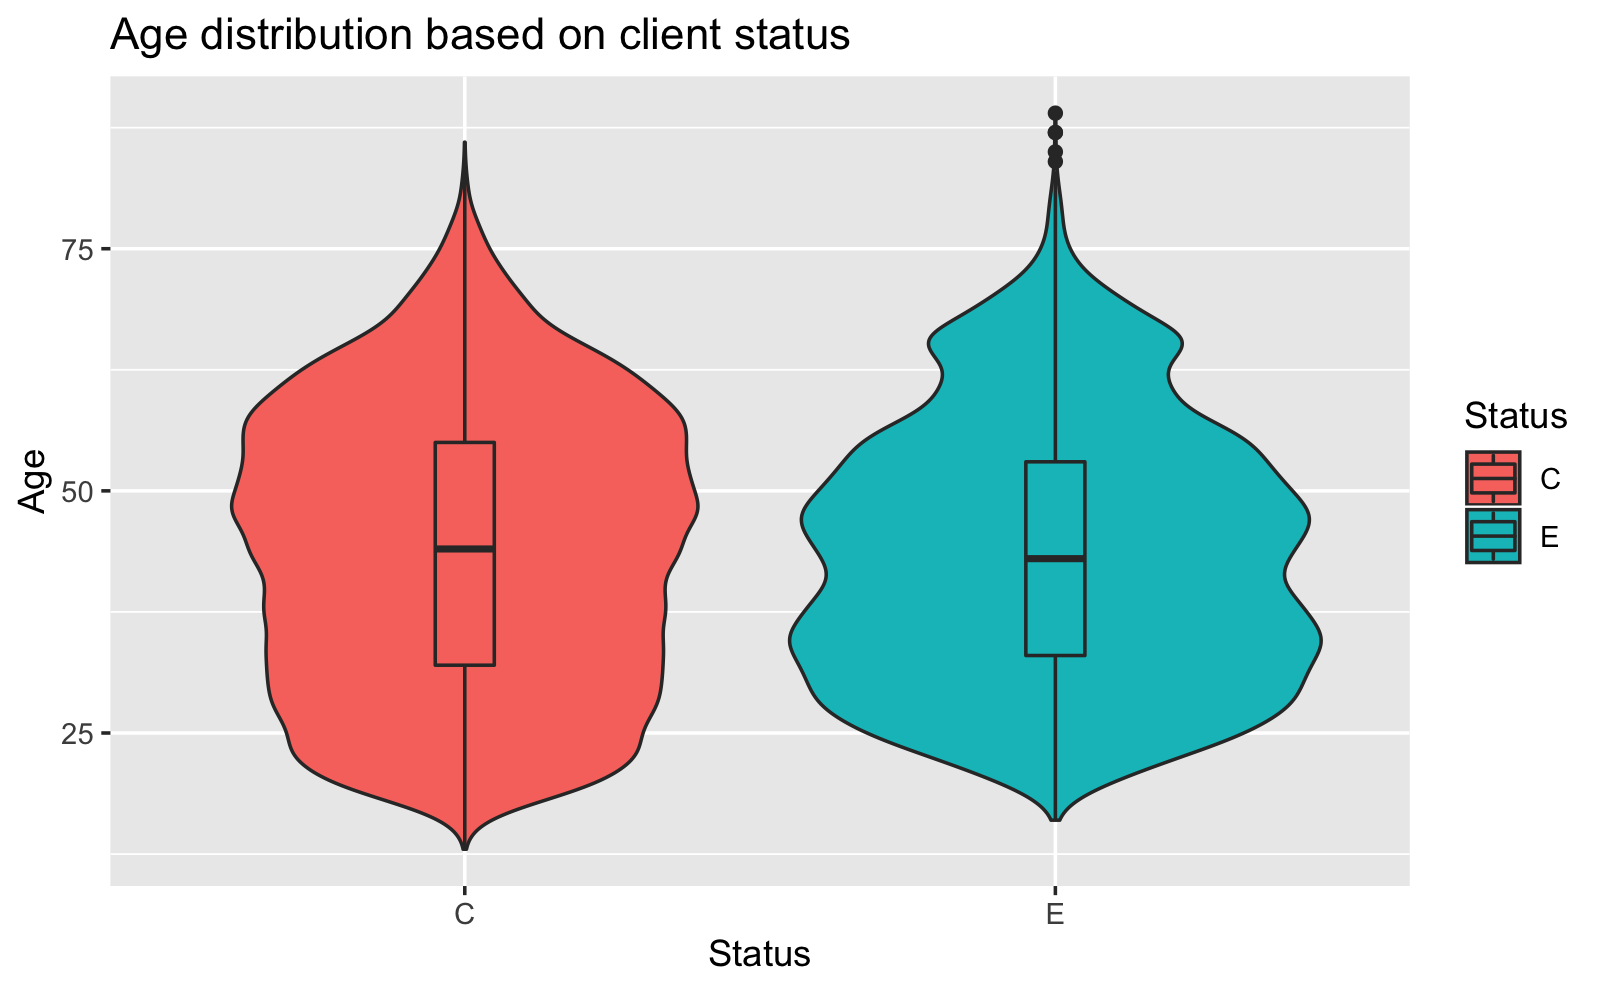 Age distribution based on client status
Age
75
50
25
C
E
Status
Status
C
E